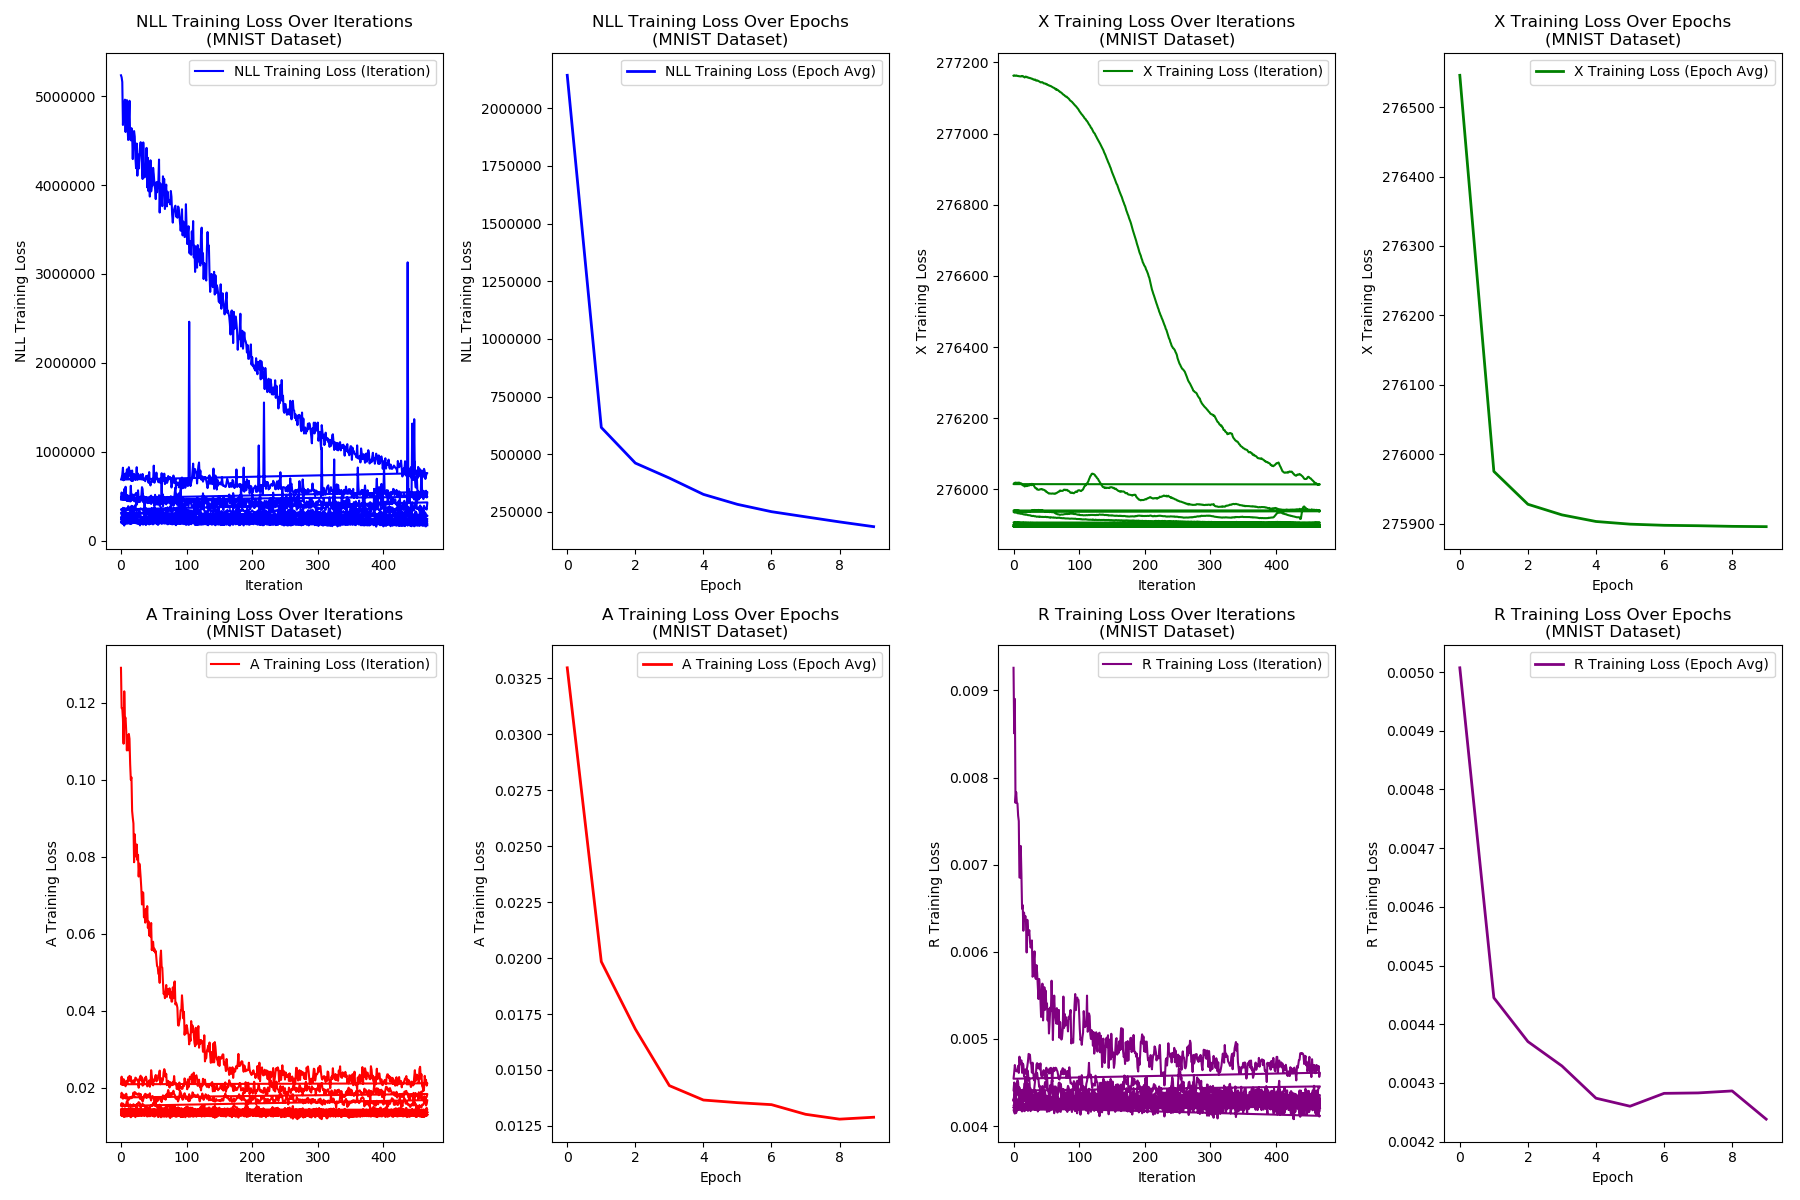 NLL Training Loss Over Iterations
(MNIST Dataset)
NLL Training Loss (Iteration)
NLL Training Loss
5000000
4000000
3000000
2000000
1000000
0
0 100 200 300 400
Iteration
NLL Training Loss Over Epochs
(MNIST Dataset)
NLL Training Loss (Epoch Avg)
NLL Training Loss
2000000
1750000
1500000
1250000
1000000
750000
500000
250000
0 2 4 6 8
Epoch
X Training Loss Over Iterations
(MNIST Dataset)
X Training Loss (Iteration)
X Training Loss
277200
277000
276800
276600
276400
276200
276000
0 100 200 300 400
Iteration
X Training Loss Over Epochs
(MNIST Dataset)
X Training Loss (Epoch Avg)
X Training Loss
276500
276400
276300
276200
276100
276000
275900
0 2 4 6 8
Epoch
A Training Loss Over Iterations
(MNIST Dataset)
A Training Loss (Iteration)
A Training Loss
0.12
0.10
0.08
0.06
0.04
0.02
0 100 200 300 400
Iteration
A Training Loss Over Epochs
(MNIST Dataset)
A Training Loss (Epoch Avg)
A Training Loss
0.0325
0.0300
0.0275
0.0250
0.0225
0.0200
0.0175
0.0150
0.0125
0 2 4 6 8
Epoch
R Training Loss Over Iterations
(MNIST Dataset)
R Training Loss (Iteration)
R Training Loss
0.009
0.008
0.007
0.006
0.005
0.004
0 100 200 300 400
Iteration
R Training Loss Over Epochs
(MNIST Dataset)
R Training Loss (Epoch Avg)
R Training Loss
0.0050
0.0049
0.0048
0.0047
0.0046
0.0045
0.0044
0.0043
0.0042
0 2 4 6 8
Epoch